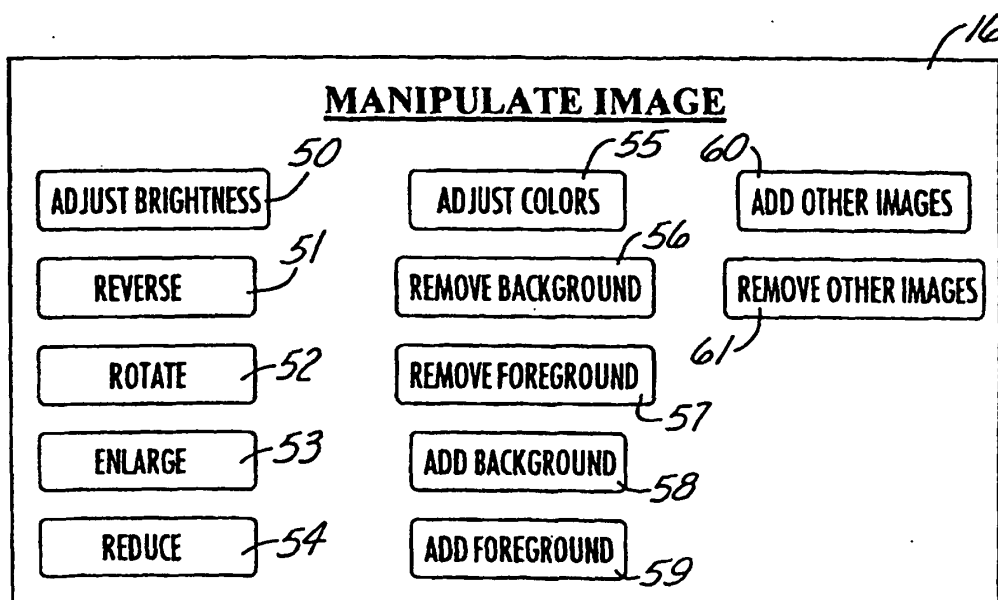 16
MANIPULATE IMAGE
50
ADJUST BRIGHTNESS
55
ADJUST COLORS
60
ADD OTHER IMAGES
51
REVERSE
56
REMOVE BACKGROUND
REMOVE OTHER IMAGES
61
ROTATE
52
REMOVE FOREGROUND
57
ENLARGE
53
ADD BACKGROUND
58
REDUCE
54
ADD FOREGROUND
59